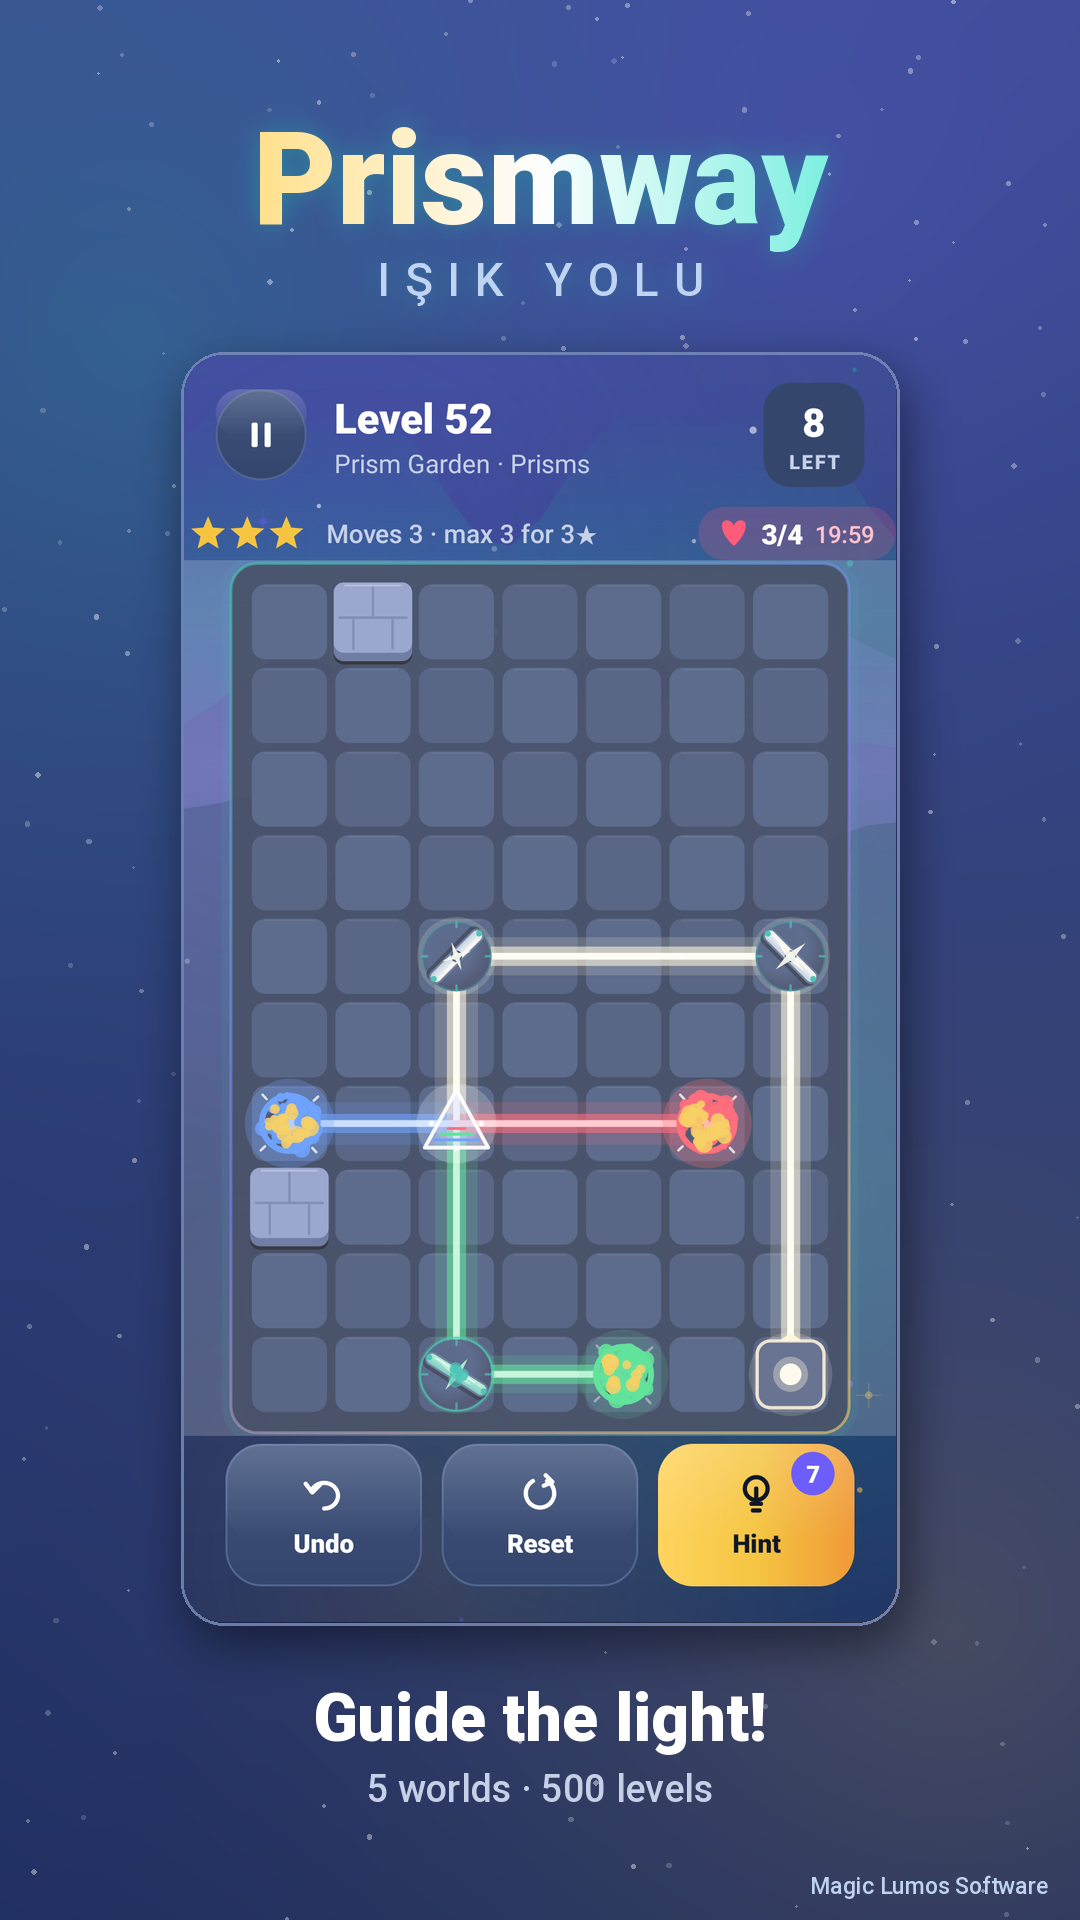 Prismway
IŞIK YOLU
Level 52
Prism Garden · Prisms
8
LEFT
Moves 3 · max 3 for 3★
3/4 19:59
Undo
Reset
Hint
7
Guide the light!
5 worlds · 500 levels
Magic Lumos Software